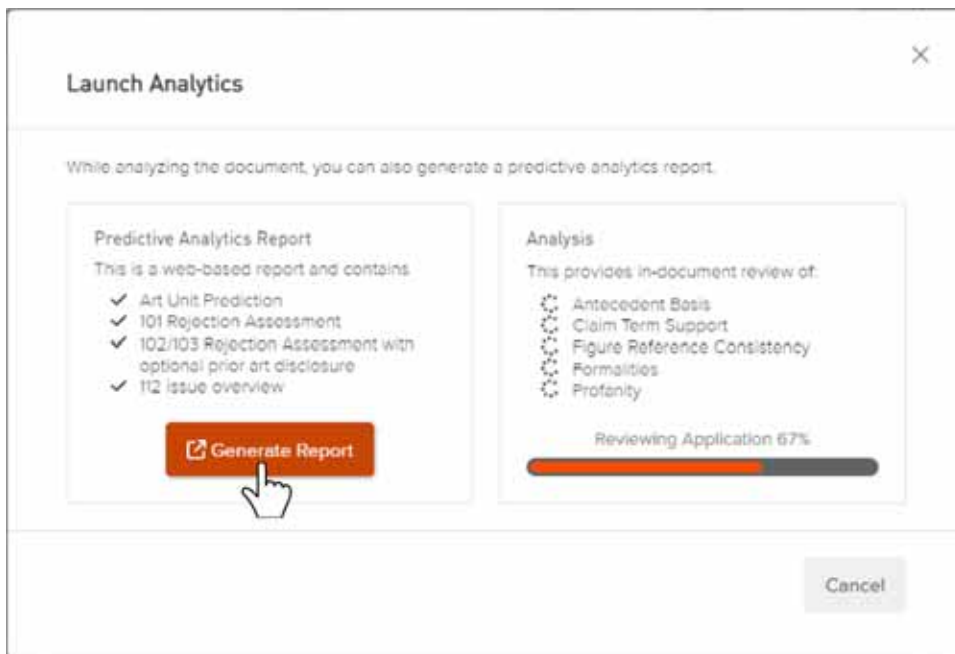 Launch Analytics
While analyzing the document, you can also generate a predictive analytics report.
Predictive Analytics Report
This is a web-based report and contains
Art Unit Prediction
101 Rejection Assessment
102/103 Rejection Assessment with
optional prior art disclosure
112 issue overview
Generate Report
Analysis
This provides in-document review of:
Antecedent Basis
Claim Term Support
Figure Reference Consistency
Formalities
Profanity
Reviewing Application 67%
Cancel